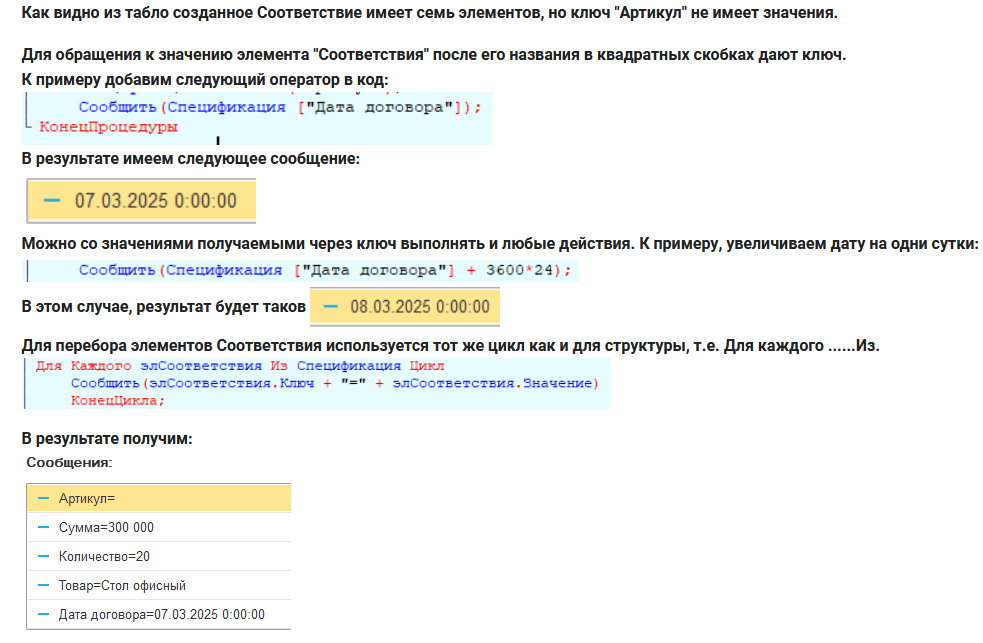 Как видно из табло созданное Соответствие имеет семь элементов, но ключ "Артикул" не имеет значения.
Для обращения к значению элемента "Соответствия" после его названия в квадратных скобках дают ключ.
К примеру добавим следующий оператор в код:
Сообщить(Спецификация ["Дата договора"]);
КонецПроцедуры
В результате имеем следующее сообщение:
07.03.2025 0:00:00
Можно со значениями получаемыми через ключ выполнять и любые действия. К примеру, увеличиваем дату на одни сутки:
Сообщить(Спецификация ["Дата договора"] + 3600*24);
В этом случае, результат будет таков 08.03.2025 0:00:00
Для перебора элементов Соответствия используется тот же цикл как и для структуры, т.е. Для каждого ......Из.
Для Каждого элСоответствия Из Спецификация Цикл
Сообщить(элСоответствия.Ключ + "=" + элСоответствия.Значение)
КонецЦикла;
В результате получим:
Сообщения:
Артикул=
Сумма=300 000
Количество=20
Товар=Стол офисный
Дата договора=07.03.2025 0:00:00